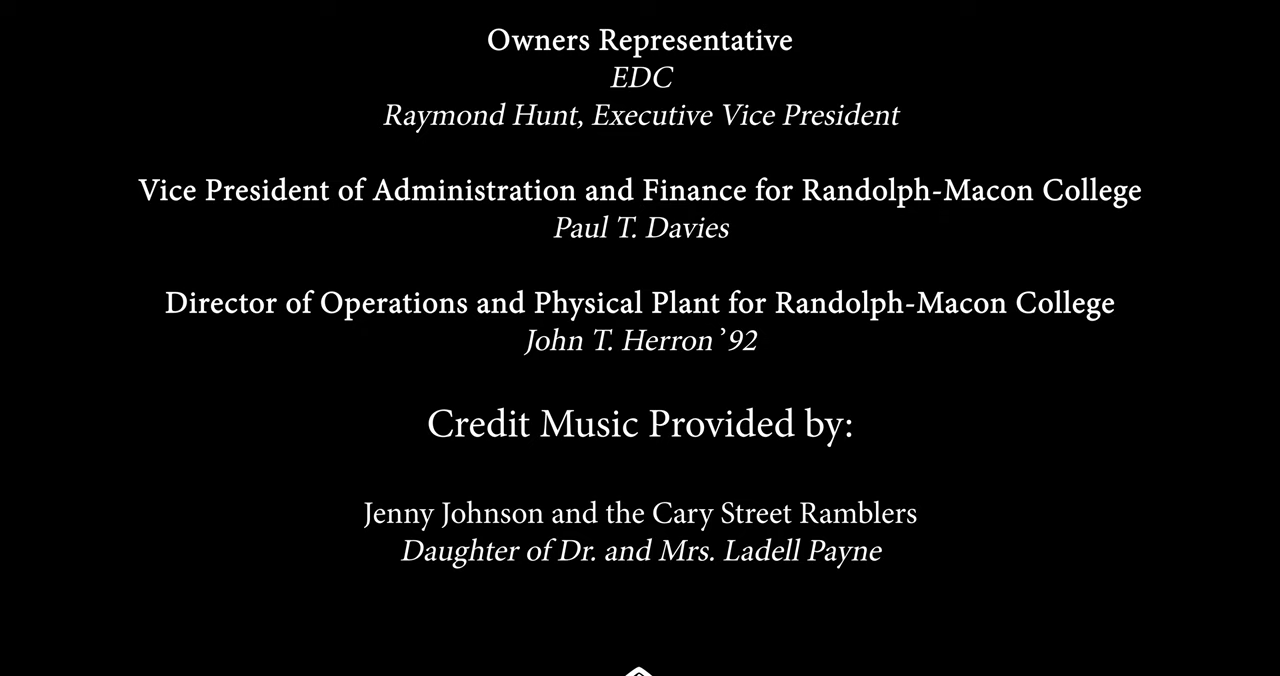 Owners Representative
EDC
Raymond Hunt, Executive Vice President
Vice President of Administration and Finance for Randolph-Macon College
Paul T. Davies
Director of Operations and Physical Plant for Randolph-Macon College
John T. Herron ’92
Credit Music Provided by:
Jenny Johnson and the Cary Street Ramblers
Daughter of Dr. and Mrs. Ladell Payne